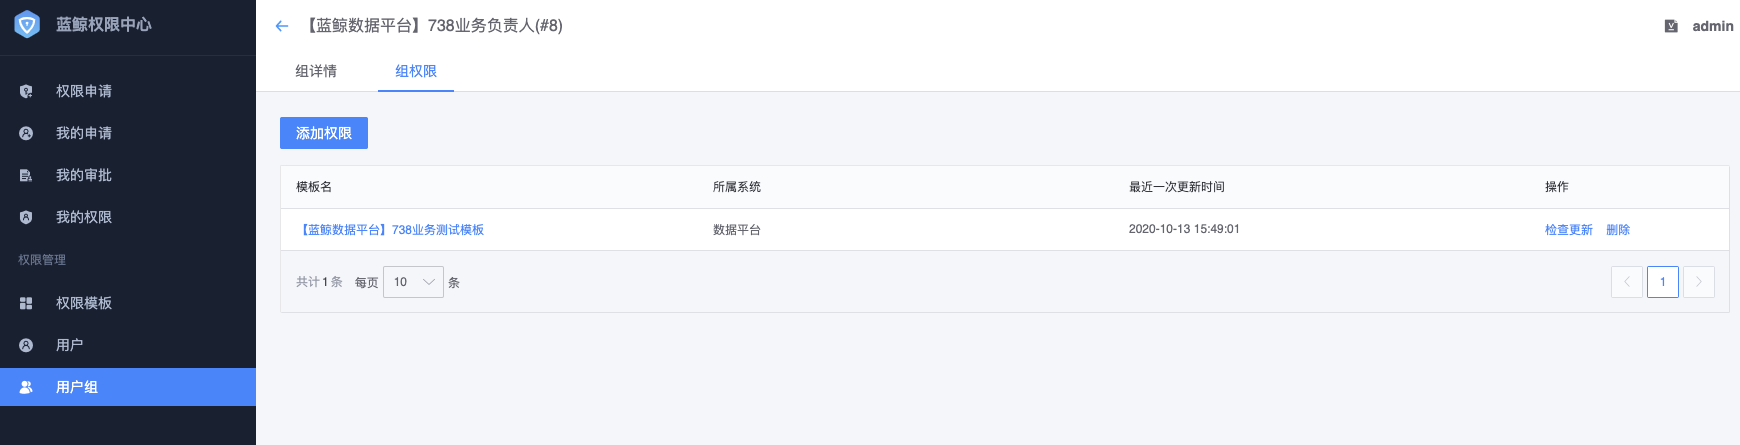 蓝鲸权限中心
权限申请
我的申请
我的审批
我的权限
权限管理
权限模板
用户
用户组
【蓝鲸数据平台】738业务负责人(#8)
admin
组详情 组权限
添加权限
模板名 所属系统 最近一次更新时间 操作
【蓝鲸数据平台】738业务测试模板 数据平台 2020-10-13 15:49:01 检查更新 删除
共计 1 条 每页 10 条 1